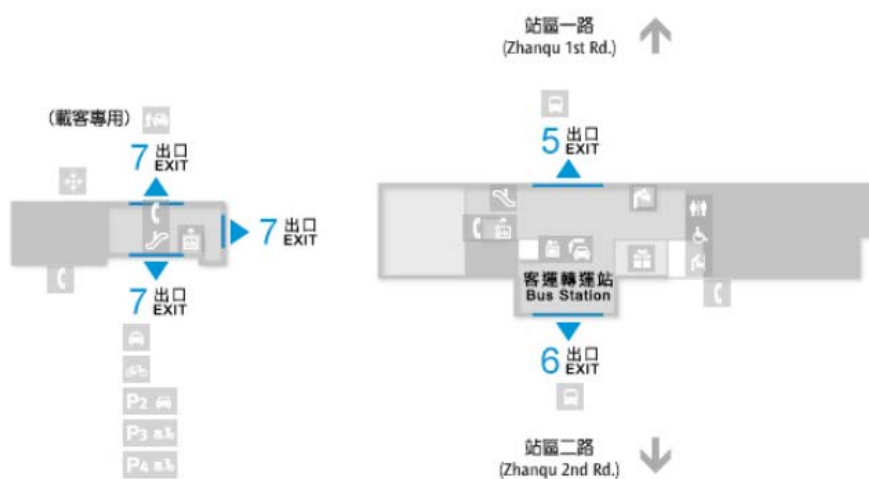 站區一路
(Zhanqu 1st Rd.)
(載客專用)
7 出口
EXIT
5 出口
EXIT
7 出口
EXIT
7 出口
EXIT
客運轉運站
Bus Station
6 出口
EXIT
P2
P3
P4
站區二路
(Zhanqu 2nd Rd.)